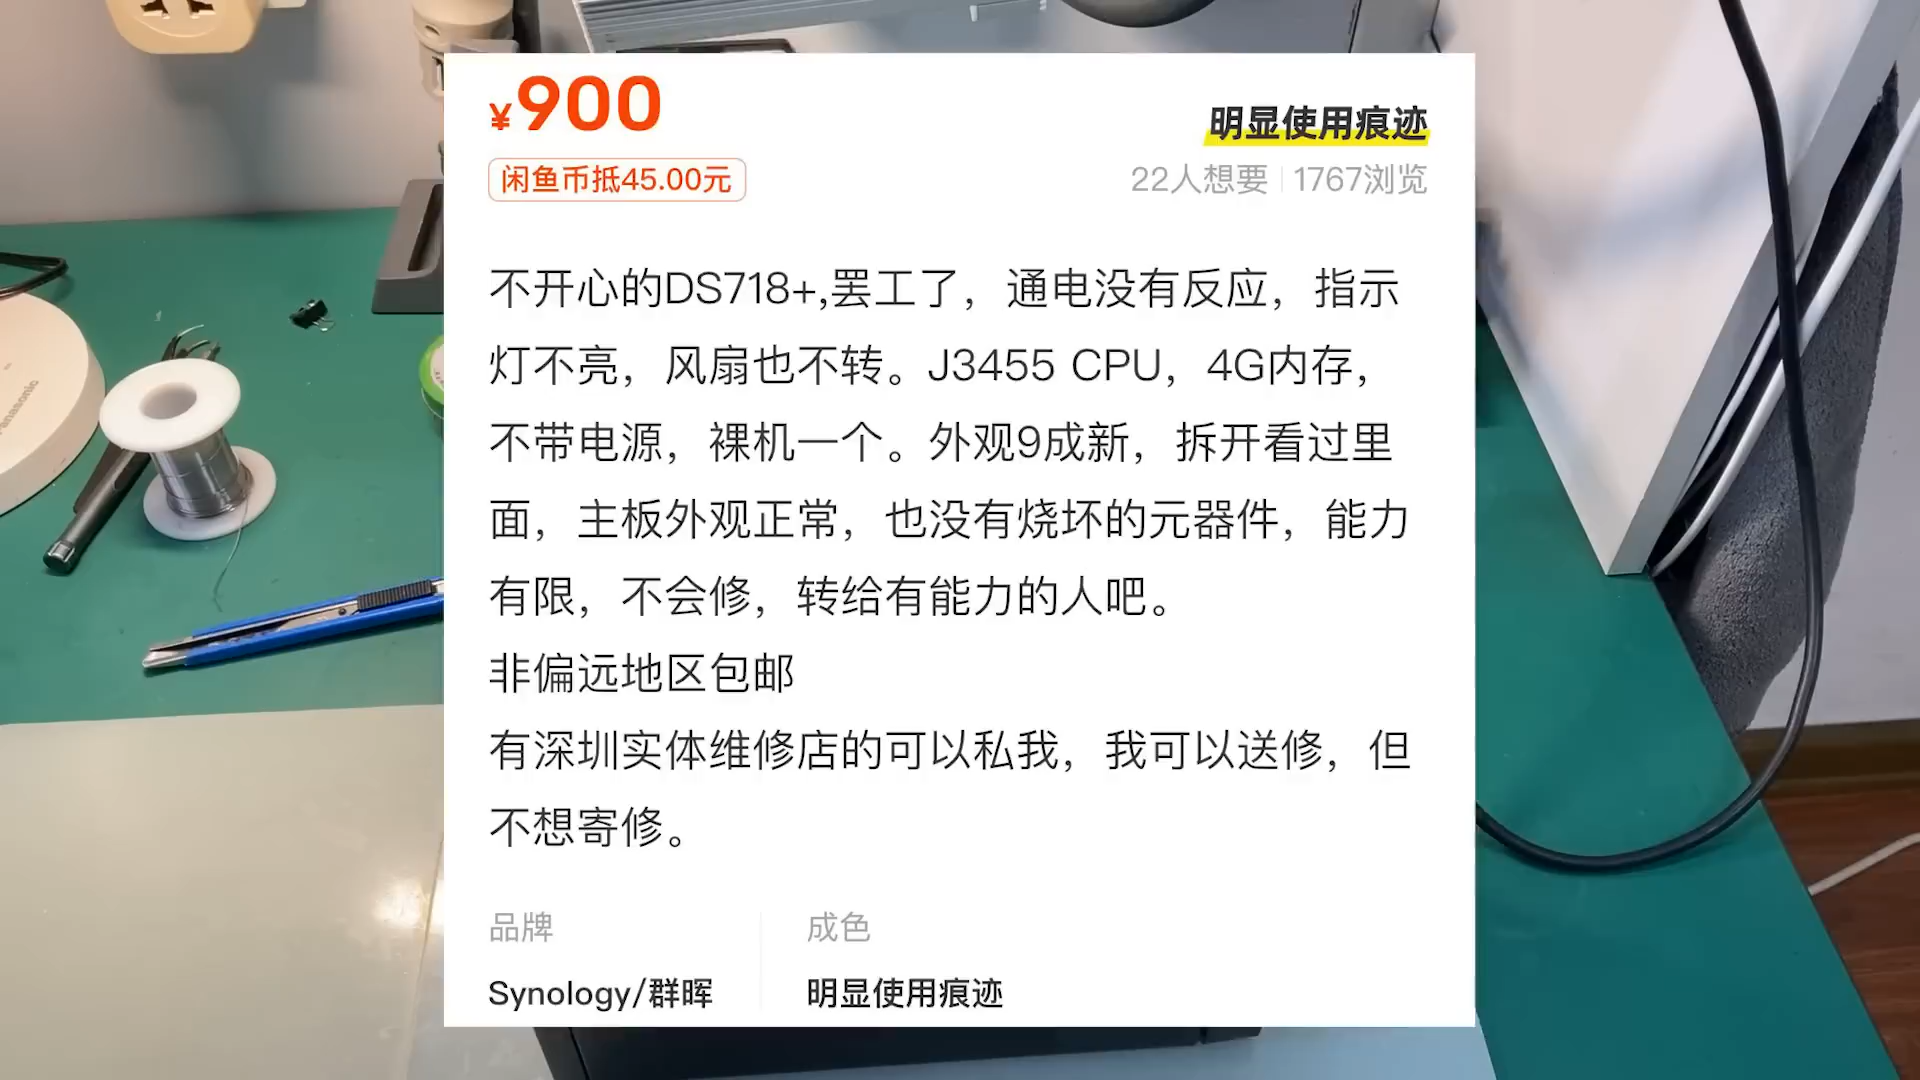 ¥900
明显使用痕迹
闲鱼币抵45.00元
22人想要 1767浏览
不开心的DS718+,罢工了，通电没有反应，指示
灯不亮，风扇也不转。J3455 CPU，4G内存，
不带电源，裸机一个。外观9成新，拆开看过里
面，主板外观正常，也没有烧坏的元器件，能力
有限，不会修，转给有能力的人吧。
非偏远地区包邮
有深圳实体维修店的可以私我，我可以送修，但
不想寄修。
品牌 成色
Synology/群晖 明显使用痕迹
Panasonic